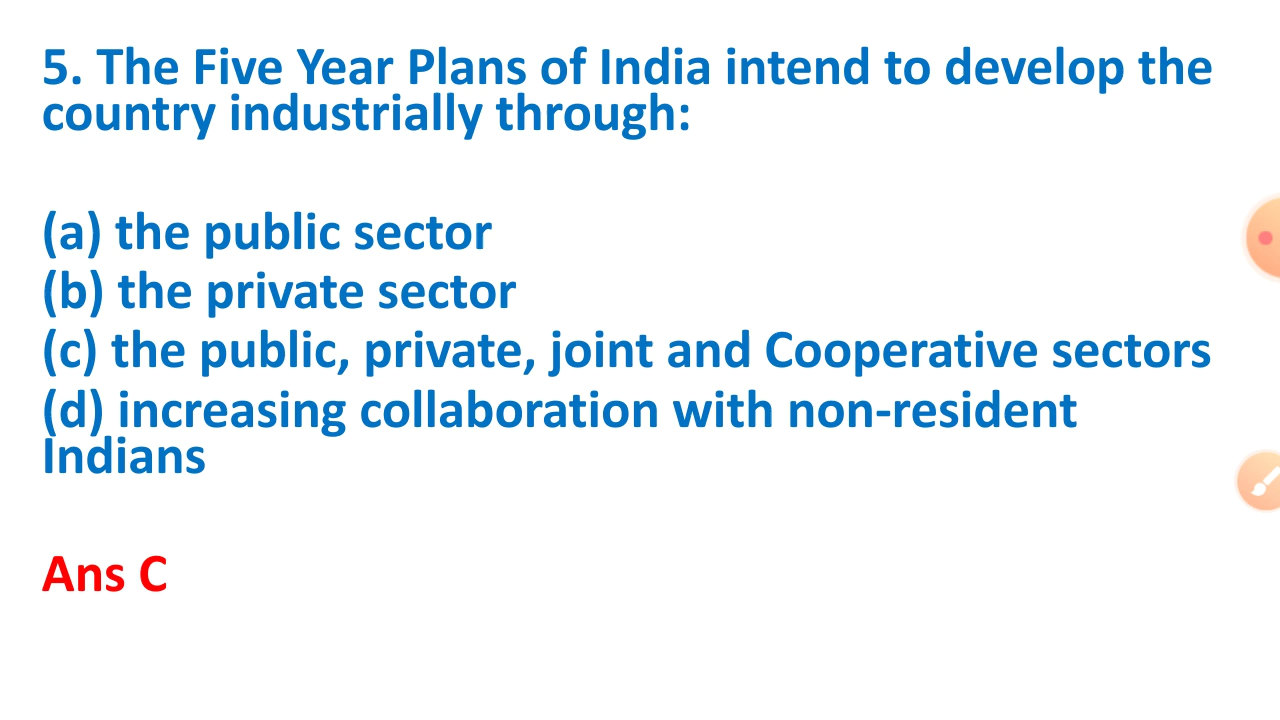 5. The Five Year Plans of India intend to develop the
country industrially through:
(a) the public sector
(b) the private sector
(c) the public, private, joint and Cooperative sectors
(d) increasing collaboration with non-resident
Indians
Ans C